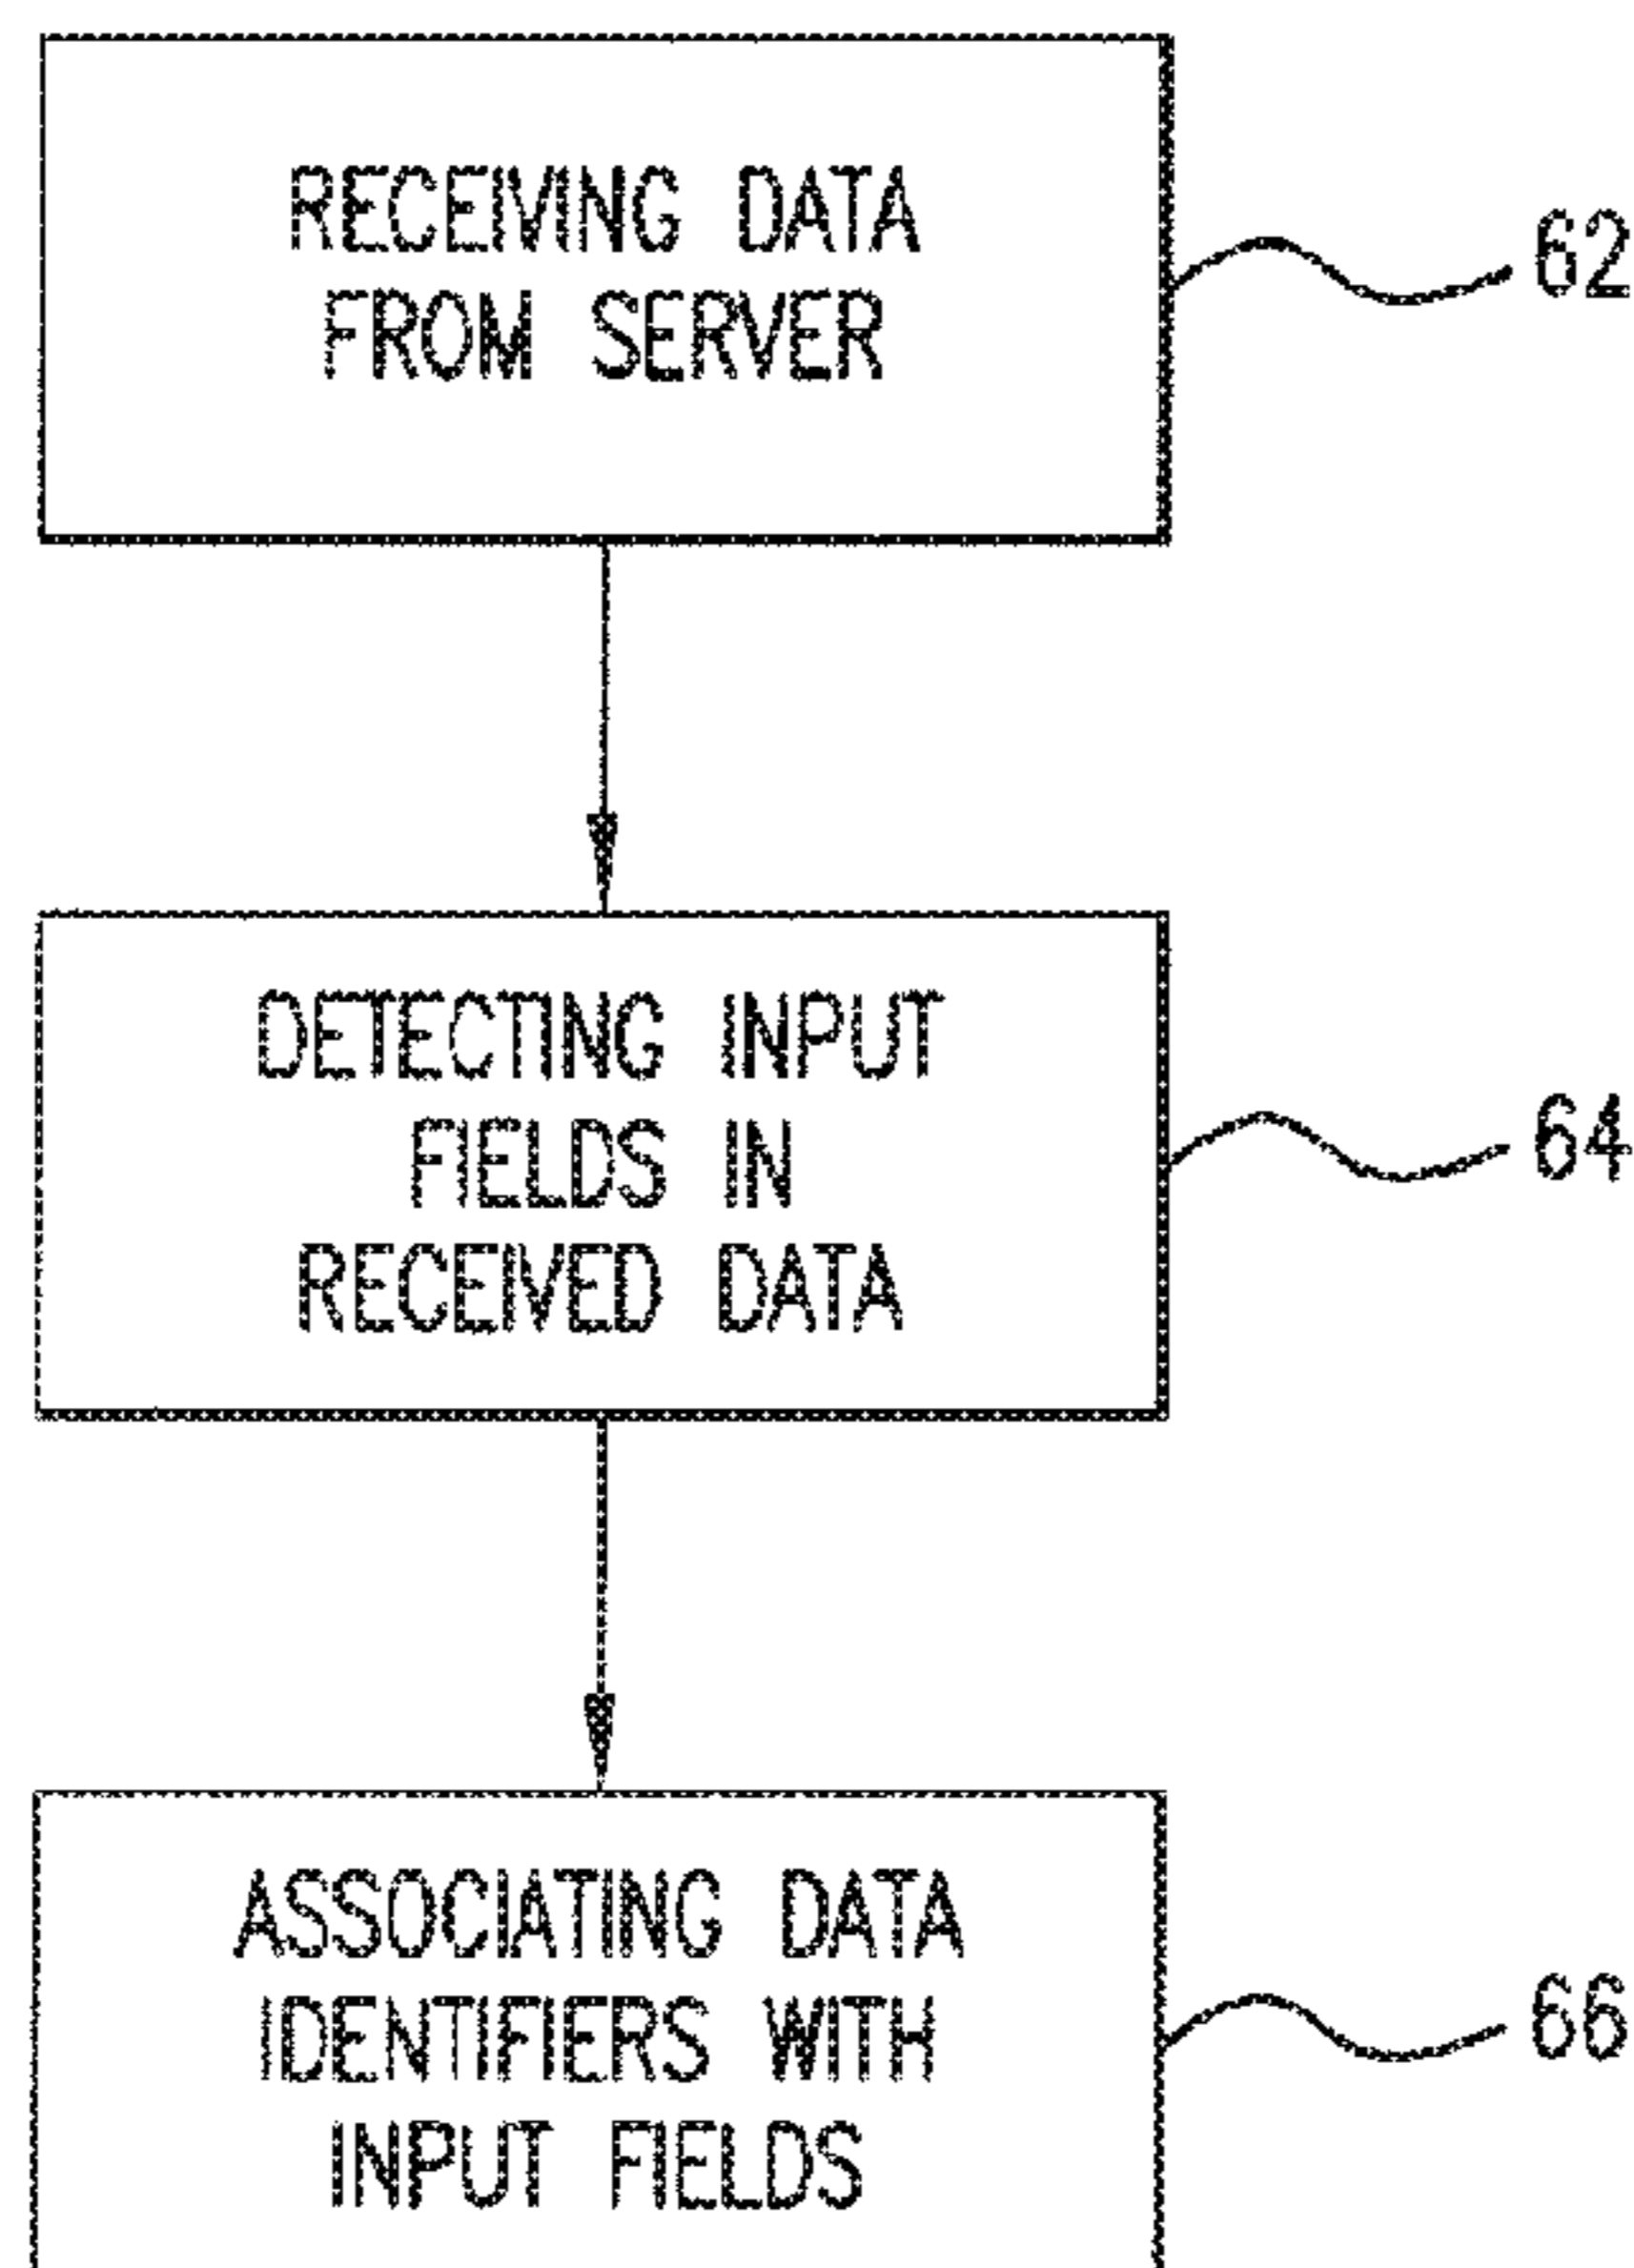 RECEIVING DATA
FROM SERVER
62
DETECTING INPUT
FIELDS IN
RECEIVED DATA
64
ASSOCIATING DATA
IDENTIFIERS WITH
INPUT FIELDS
66